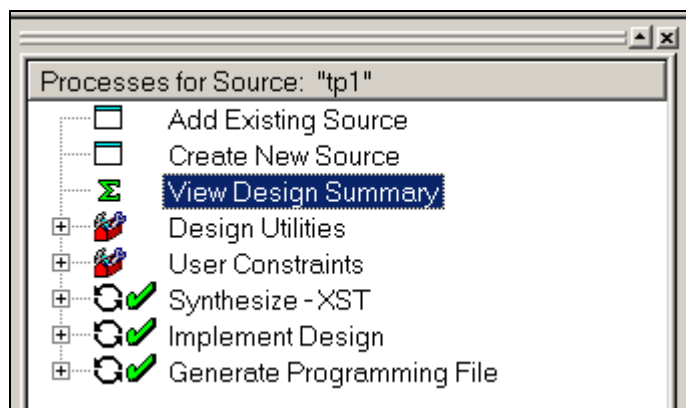 Processes for Source: "tp1"
Add Existing Source
Create New Source
View Design Summary
Design Utilities
User Constraints
Synthesize - XST
Implement Design
Generate Programming File